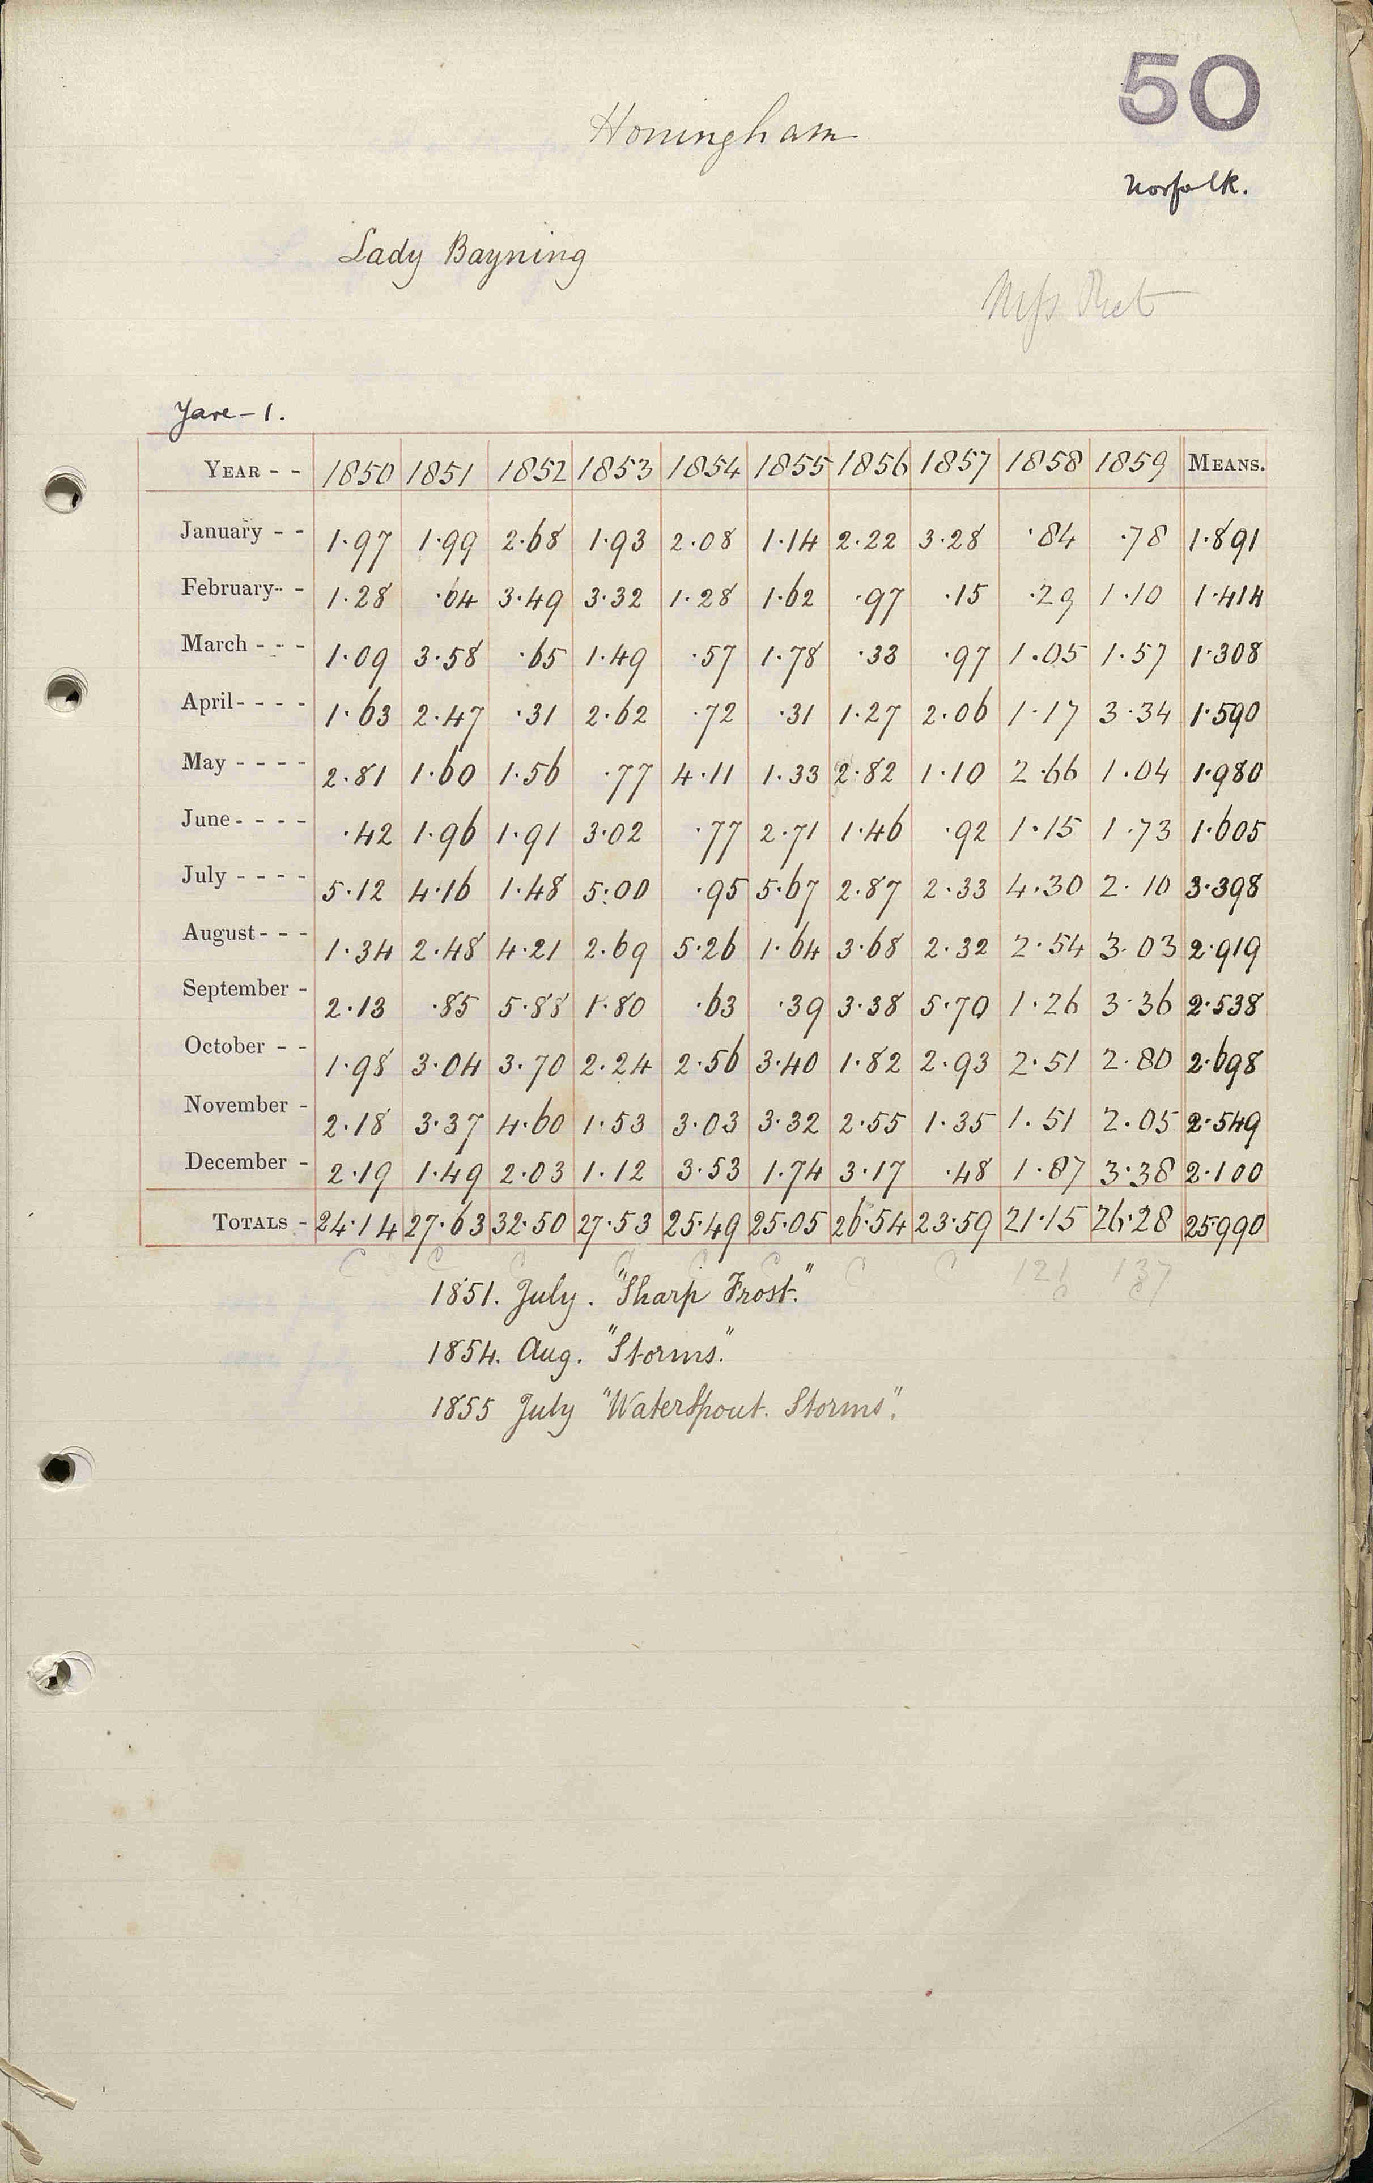 50
Honingham
Norfolk.
Lady Bayning
Yare - 1.
YEAR - - 1850 1851 1852 1853 1854 1855 1856 1857 1858 1859 MEANS.
January - - 1.97 1.99 2.68 1.93 2.08 1.14 2.22 3.28 .84 .78 1.891
February - - 1.28 .64 3.49 3.32 1.28 1.62 .97 .15 .29 1.10 1.414
March - - - 1.09 3.58 .65 1.49 .57 1.78 .33 .97 1.05 1.57 1.308
April - - - - 1.63 2.47 .31 2.62 .72 .31 1.27 2.06 1.17 3.34 1.590
May - - - - 2.81 1.60 1.56 .77 4.11 1.33 2.82 1.10 2.66 1.04 1.980
June - - - - .42 1.96 1.91 3.02 .77 2.71 1.46 .92 1.15 1.73 1.605
July - - - - 5.12 4.16 1.48 5.00 .95 5.67 2.87 2.33 4.30 2.10 3.398
August - - - 1.34 2.48 4.21 2.69 5.26 1.64 3.68 2.32 2.54 3.03 2.919
September - 2.13 .85 5.88 1.80 .63 .39 3.38 5.70 1.26 3.36 2.538
October - - 1.98 3.04 3.70 2.24 2.56 3.40 1.82 2.93 2.51 2.80 2.698
November - 2.18 3.37 4.60 1.53 3.03 3.32 2.55 1.35 1.51 2.05 2.549
December - 2.19 1.49 2.03 1.12 3.53 1.74 3.17 .48 1.87 3.38 2.100
TOTALS - 24.14 27.63 32.50 27.53 25.49 25.05 26.54 23.59 21.15 26.28 25.990
C C C C C C C C 121 137
C C
1851. July. "Sharp Frost."
1854. Aug. "Storms."
1855 July "WaterSpout. Storms".